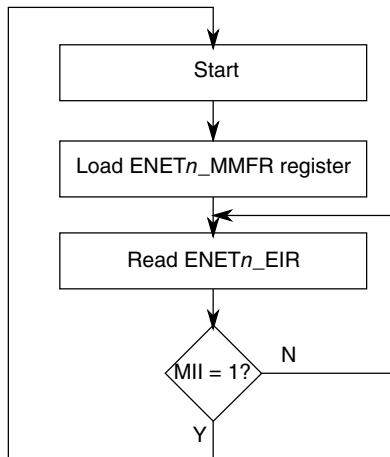 Start
Load ENETn_MMFR register
Read ENETn_EIR
MII = 1?
N
Y